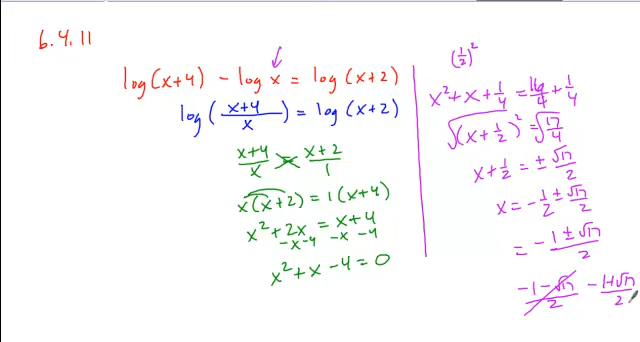 6.4.11
log(x+4) - log x = log(x+2)
log((x+4)/x) = log(x+2)
(x+4)/x = (x+2)/1
x(x+2) = 1(x+4)
x² + 2x = x+4
-x-4 -x -4
x² + x - 4 = 0
(1/2)²
x² + x + 1/4 = 16/4 + 1/4
√(x + 1/2)² = √17/4
x + 1/2 = ± √17/2
x = -1/2 ± √17/2
= -1 ± √17/2
-1 - √17/2 -1+√17/2